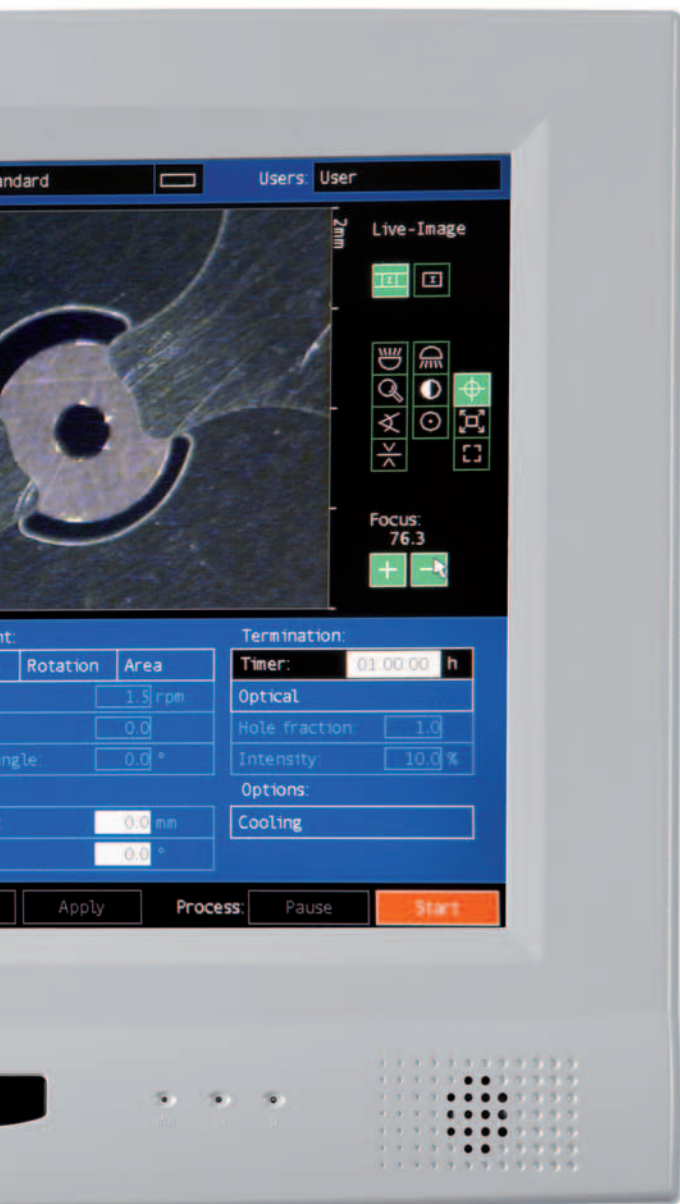 andard
Users: User
2mm
Live-Image
Focus:
76.3
+ -
nt:
Termination:
Rotation Area
Timer: 01:00:00 h
1.5 rpm
Optical
0.0
Hole fraction: 1.0
ngle: 0.0 °
Intensity: 10.0 %
Options:
0.0 mm
Cooling
0.0 °
Apply
Process: Pause Start